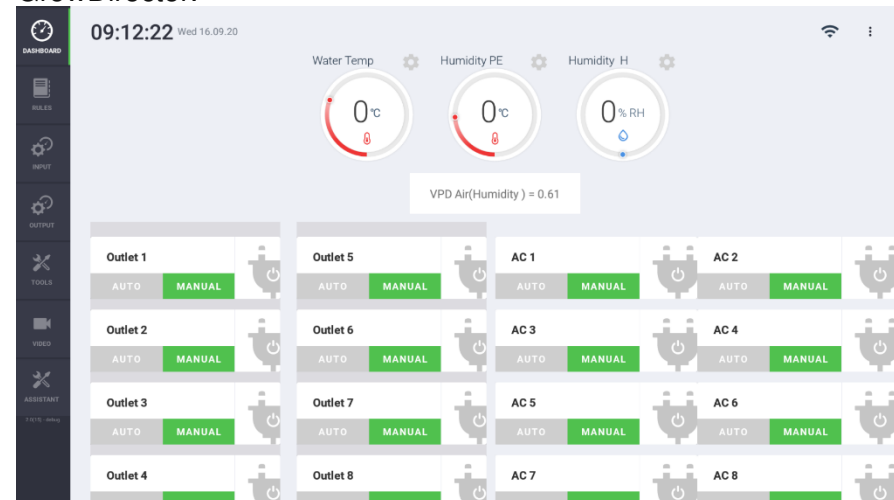 GrowDirector.
09:12:22 Wed 16.09.20
DASHBOARD
RULES
INPUT
OUTPUT
TOOLS
VIDEO
ASSISTANT
Water Temp
Humidity PE
Humidity H
0 °C
0 °C
0 % RH
VPD Air(Humidity ) = 0.61
Outlet 1
AUTO MANUAL
Outlet 5
AUTO MANUAL
AC 1
AUTO MANUAL
AC 2
AUTO MANUAL
Outlet 2
AUTO MANUAL
Outlet 6
AUTO MANUAL
AC 3
AUTO MANUAL
AC 4
AUTO MANUAL
Outlet 3
AUTO MANUAL
Outlet 7
AUTO MANUAL
AC 5
AUTO MANUAL
AC 6
AUTO MANUAL
Outlet 4
Outlet 8
AC 7
AC 8